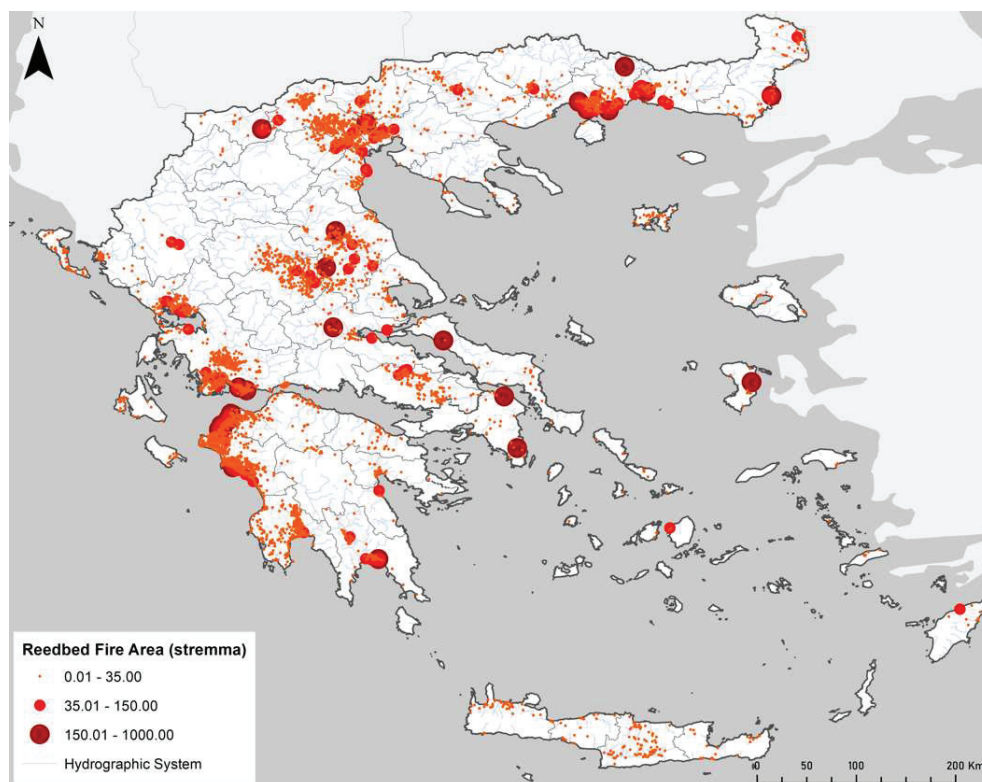 N
Reedbed Fire Area (stremma)
0.01 - 35.00
35.01 - 150.00
150.01 - 1000.00
Hydrographic System
0 50 100 200 Km